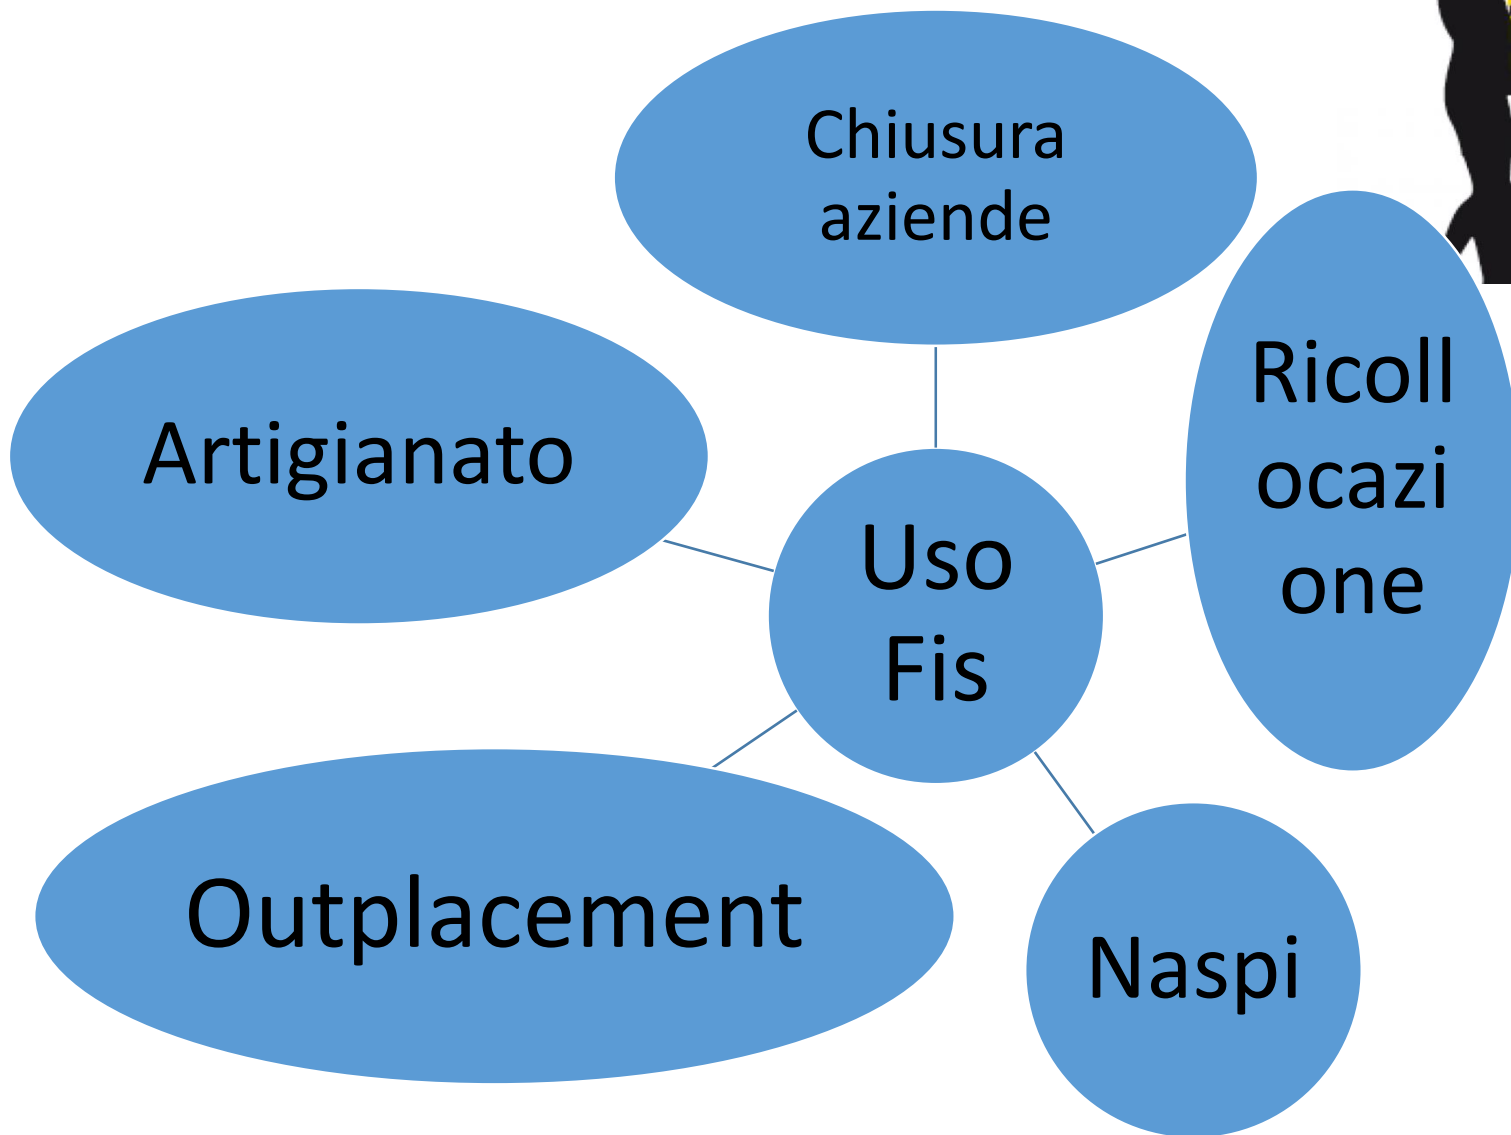 Chiusura
aziende
Ricoll
ocazi
one
Artigianato
Uso
Fis
Outplacement
Naspi